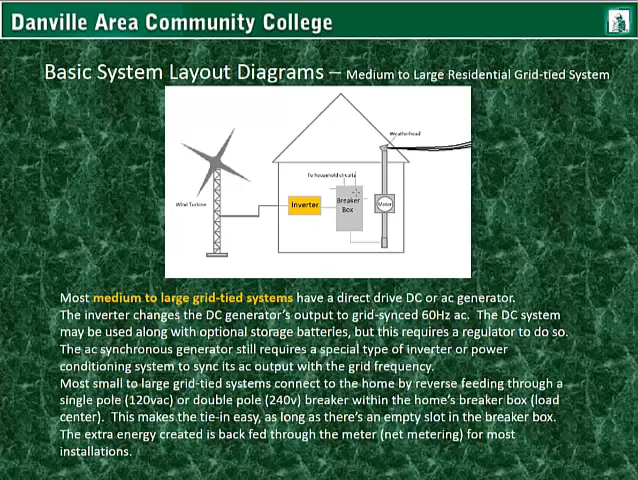 Danville Area Community College
Basic System Layout Diagrams – Medium to Large Residential Grid-tied System
Weatherhead
To household circuits
Wind Turbine
Inverter
Breaker
Box
Meter
Most medium to large grid-tied systems have a direct drive DC or ac generator.
The inverter changes the DC generator's output to grid-synced 60Hz ac.  The DC system
may be used along with optional storage batteries, but this requires a regulator to do so.
The ac synchronous generator still requires a special type of inverter or power
conditioning system to sync its ac output with the grid frequency.
Most small to large grid-tied systems connect to the home by reverse feeding through a
single pole (120vac) or double pole (240v) breaker within the home's breaker box (load
center).  This makes the tie-in easy, as long as there's an empty slot in the breaker box.
The extra energy created is back fed through the meter (net metering) for most
installations.